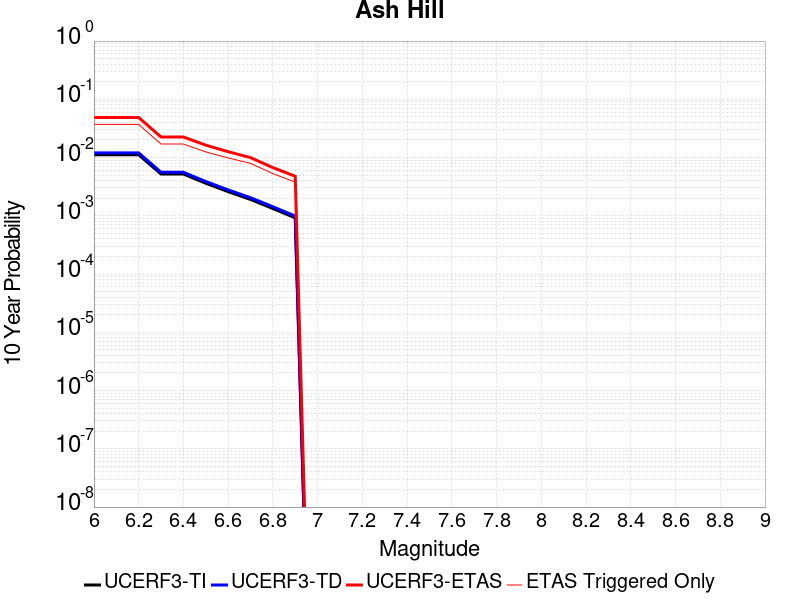 Ash Hill
10 Year Probability
10^0
10^-1
10^-2
10^-3
10^-4
10^-5
10^-6
10^-7
10^-8
6 6.2 6.4 6.6 6.8 7 7.2 7.4 7.6 7.8 8 8.2 8.4 8.6 8.8 9
Magnitude
UCERF3-TI UCERF3-TD UCERF3-ETAS ETAS Triggered Only